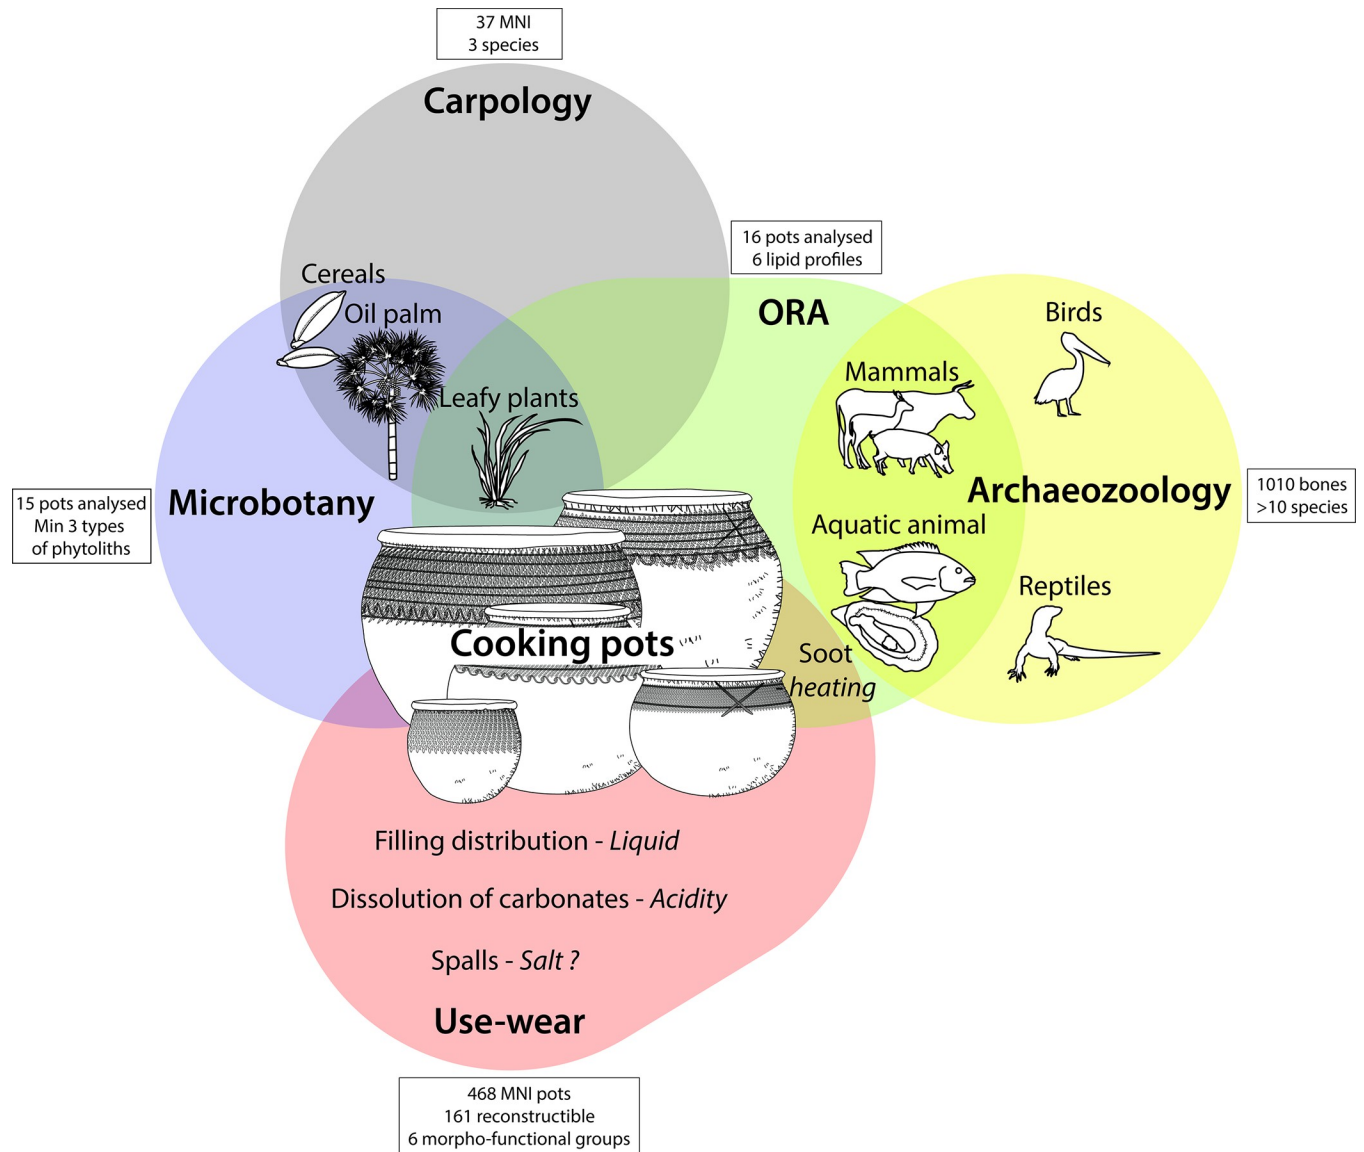 37 MNI
3 species
Carpology
16 pots analysed
6 lipid profiles
Cereals
Oil palm
ORA
Birds
Mammals
Leafy plants
Microbotany
Archaeozoology
15 pots analysed
Min 3 types
of phytoliths
1010 bones
>10 species
Aquatic animal
Reptiles
Cooking pots
Soot
- heating
Filling distribution - Liquid
Dissolution of carbonates - Acidity
Spalls - Salt ?
Use-wear
468 MNI pots
161 reconstructible
6 morpho-functional groups